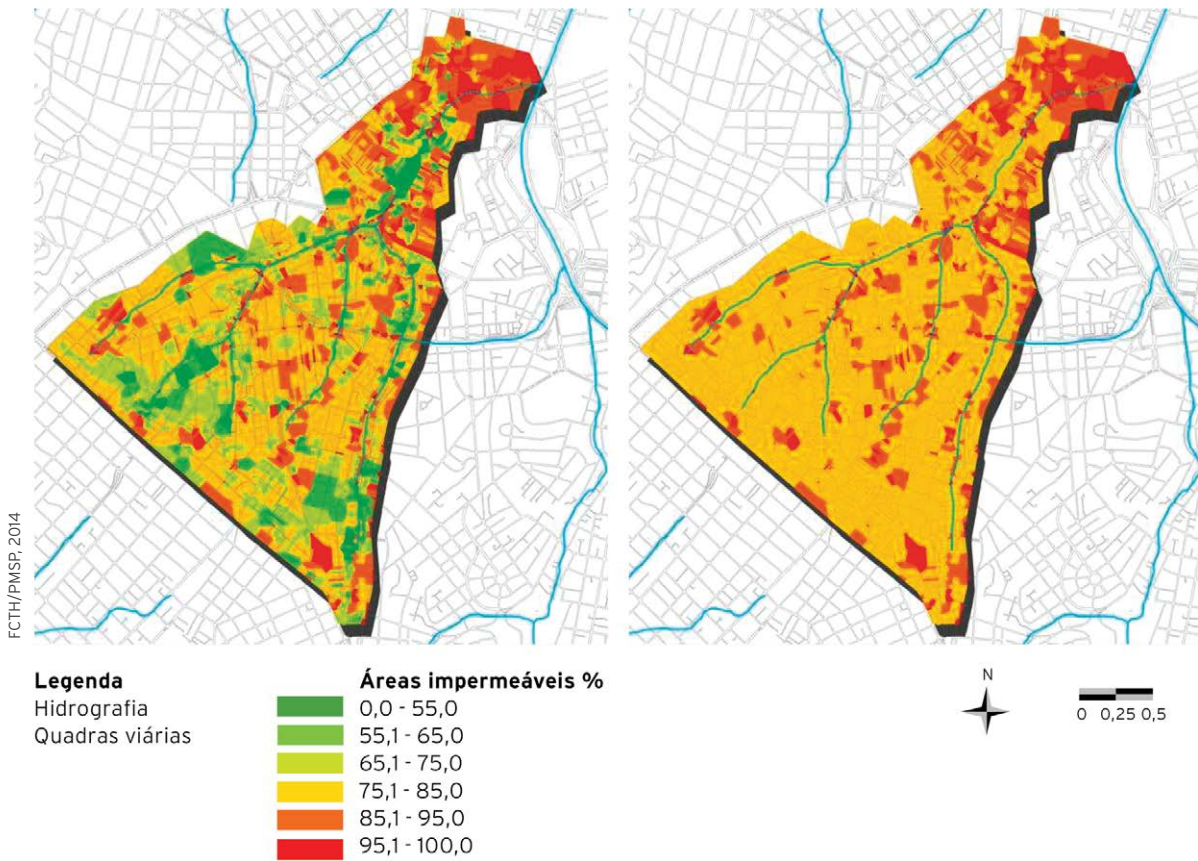 FCTH/PMSP, 2014
Legenda
Hidrografia
Quadras viárias
Áreas impermeáveis %
0,0 - 55,0
55,1 - 65,0
65,1 - 75,0
75,1 - 85,0
85,1 - 95,0
95,1 - 100,0
N
0 0,25 0,5